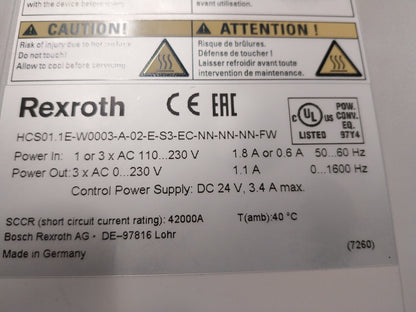 before servicing.
avant utilisation.
CAUTION!
Risk of injury due to hot surface.
Do not touch!
Allow to cool before servicing.
ATTENTION!
Risque de brûlures.
Défense de toucher!
Laisser refroidir avant toute
intervention de maintenance.
Rexroth CE EAC
HCS01.1E-W0003-A-02-E-S3-EC-NN-NN-NN-FW
C UL US
LISTED
POW.
CONV.
EQ.
97Y4
Power In: 1 or 3 x AC 110...230 V 1.8 A or 0.6 A 50...60 Hz
Power Out: 3 x AC 0...230 V 1.1 A 0...1600 Hz
Control Power Supply: DC 24 V, 3.4 A max.
SCCR (short circuit current rating): 42000A T(amb):40 °C
Bosch Rexroth AG - DE-97816 Lohr
Made in Germany
(7260)